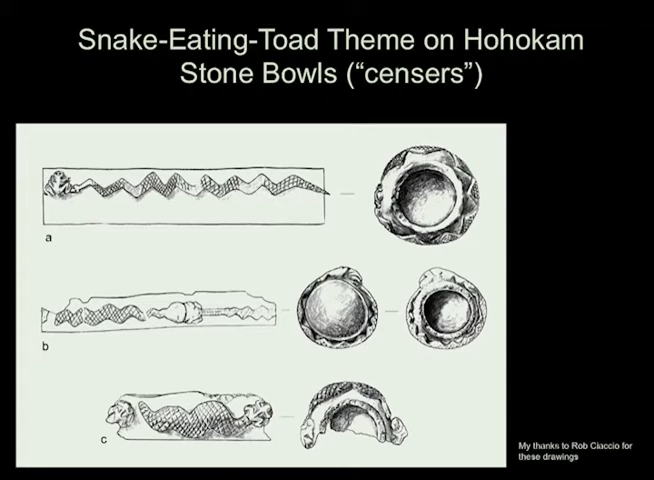 Snake-Eating-Toad Theme on Hohokam
Stone Bowls (“censers”)
a
b
c
My thanks to Rob Ciaccio for
these drawings